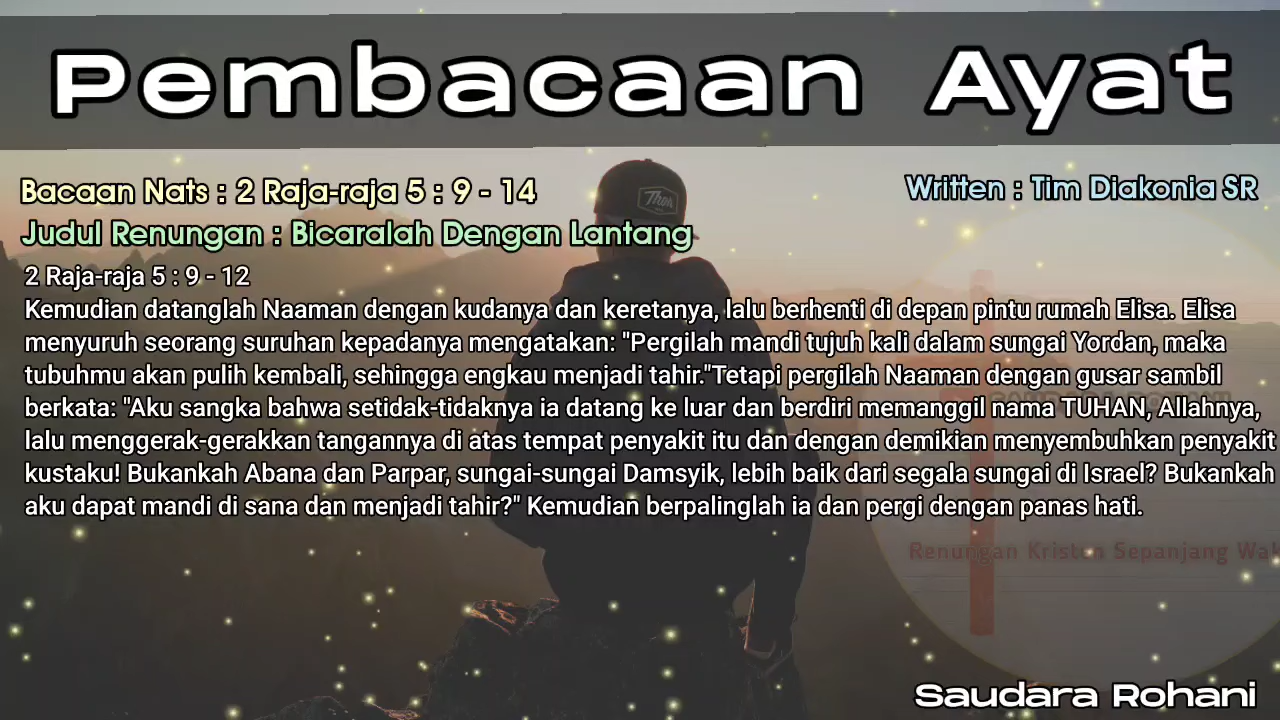 Pembacaan Ayat
Bacaan Nats : 2 Raja-raja 5 : 9 - 14
Written : Tim Diakonia SR
Judul Renungan : Bicaralah Dengan Lantang
2 Raja-raja 5 : 9 - 12
Kemudian datanglah Naaman dengan kudanya dan keretanya, lalu berhenti di depan pintu rumah Elisa. Elisa
menyuruh seorang suruhan kepadanya mengatakan: "Pergilah mandi tujuh kali dalam sungai Yordan, maka
tubuhmu akan pulih kembali, sehingga engkau menjadi tahir."Tetapi pergilah Naaman dengan gusar sambil
berkata: "Aku sangka bahwa setidak-tidaknya ia datang ke luar dan berdiri memanggil nama TUHAN, Allahnya,
lalu menggerak-gerakkan tangannya di atas tempat penyakit itu dan dengan demikian menyembuhkan penyakit
kustaku! Bukankah Abana dan Parpar, sungai-sungai Damsyik, lebih baik dari segala sungai di Israel? Bukankah
aku dapat mandi di sana dan menjadi tahir?" Kemudian berpalinglah ia dan pergi dengan panas hati.
Renungan Kristen Sepanjang
Saudara Rohani